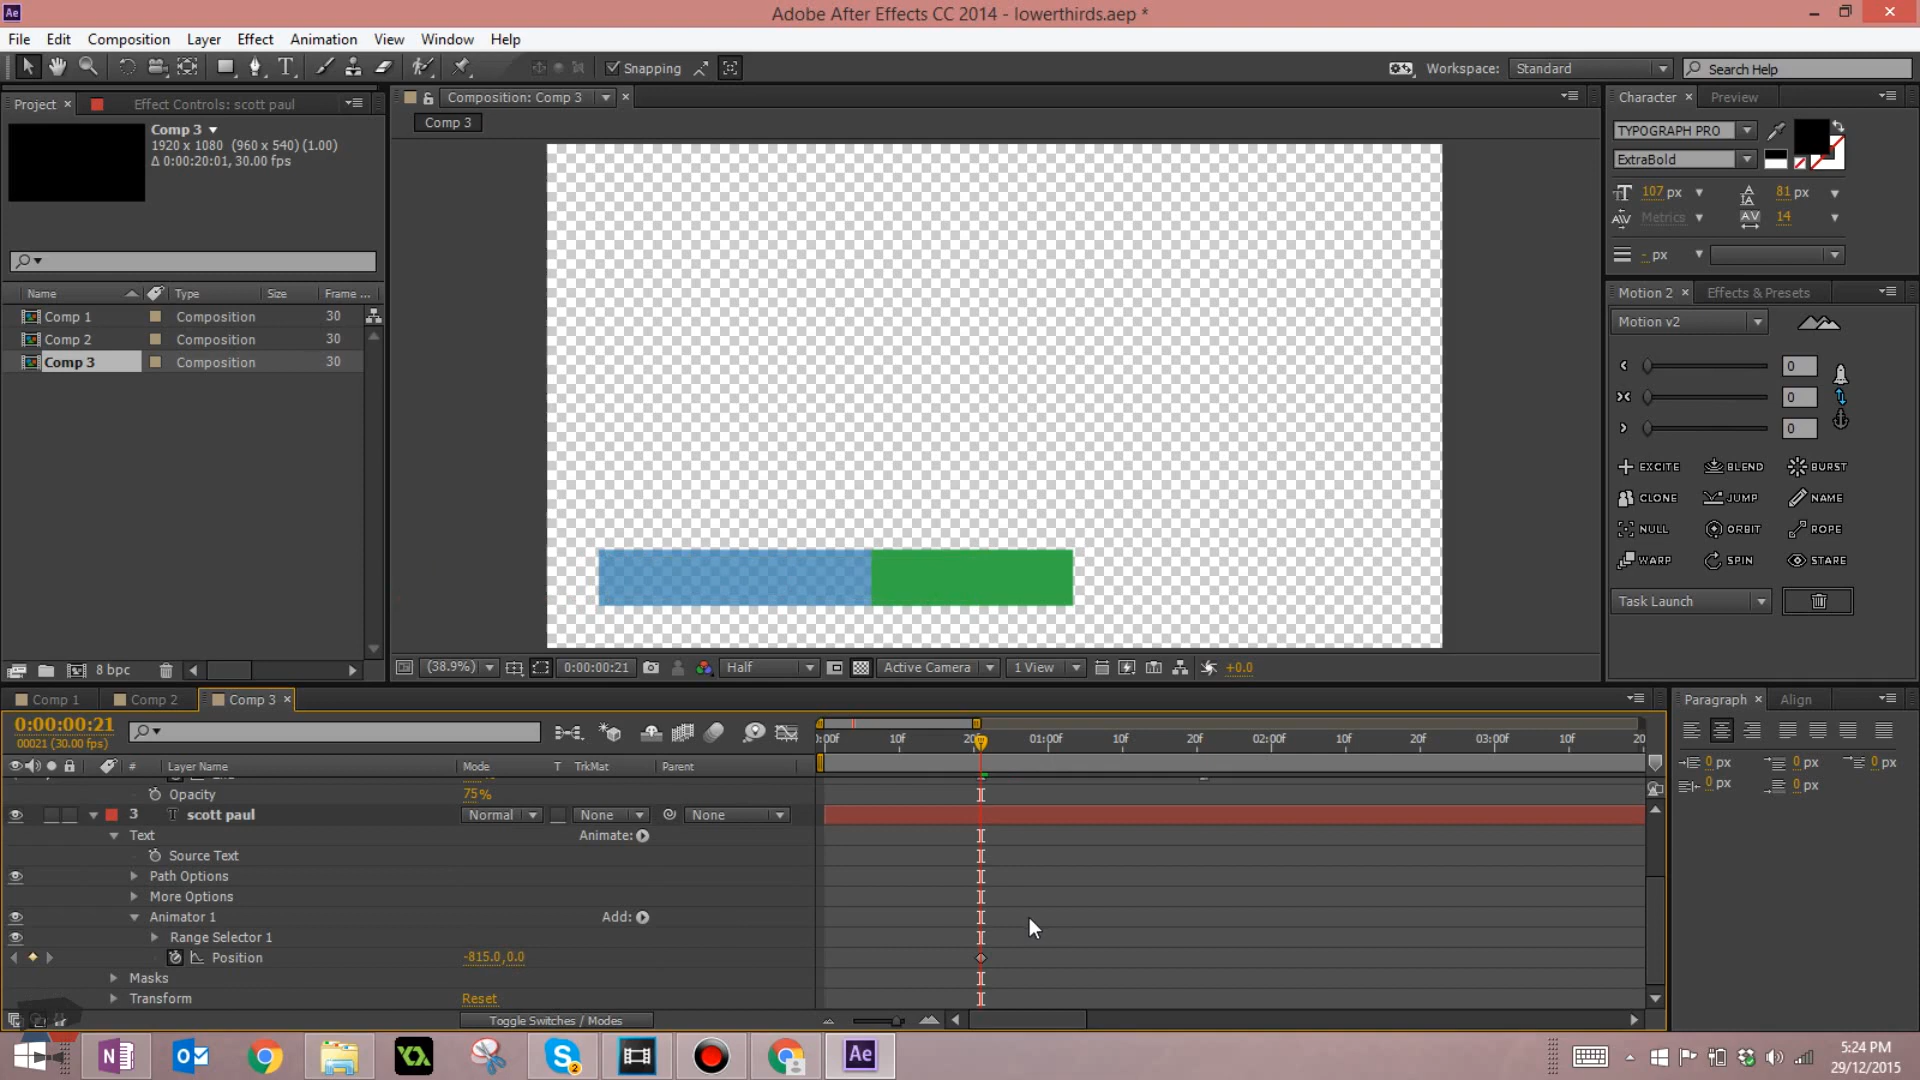 Adobe After Effects CC 2014 - lowerthirds.aep *
File Edit Composition Layer Effect Animation View Window Help
Snapping
Workspace: Standard
Search Help
Project
Effect Controls: scott paul
Composition: Comp 3
Comp 3
Comp 3
1920 x 1080 (960 x 540) (1.00)
Δ 0:00:20:01, 30.00 fps
Name Type Size Frame ...
Comp 1 Composition 30
Comp 2 Composition 30
Comp 3 Composition 30
8 bpc
(38.9%) 0:00:00:21 Half Active Camera 1 View +0.0
Character Preview
TYPOGRAPH PRO
ExtraBold
107 px 81 px
Metrics 14
- px
Motion 2 Effects & Presets
Motion v2
0
0
0
EXCITE BLEND BURST
CLONE JUMP NAME
NULL ORBIT ROPE
WARP SPIN STARE
Task Launch
Comp 1 Comp 2 Comp 3
0:00:00:21
00021 (30.00 fps)
:00f 10f 20f 01:00f 10f 20f 02:00f 10f 20f 03:00f 10f 20
# Layer Name Mode T TrkMat Parent
Opacity 75%
3 T scott paul Normal None None
Text Animate:
Source Text
Path Options
More Options
Animator 1 Add:
Range Selector 1
Position -815.0,0.0
Masks
Transform Reset
Toggle Switches / Modes
Paragraph Align
0 px 0 px 0 px
0 px 0 px
5:24 PM
29/12/2015